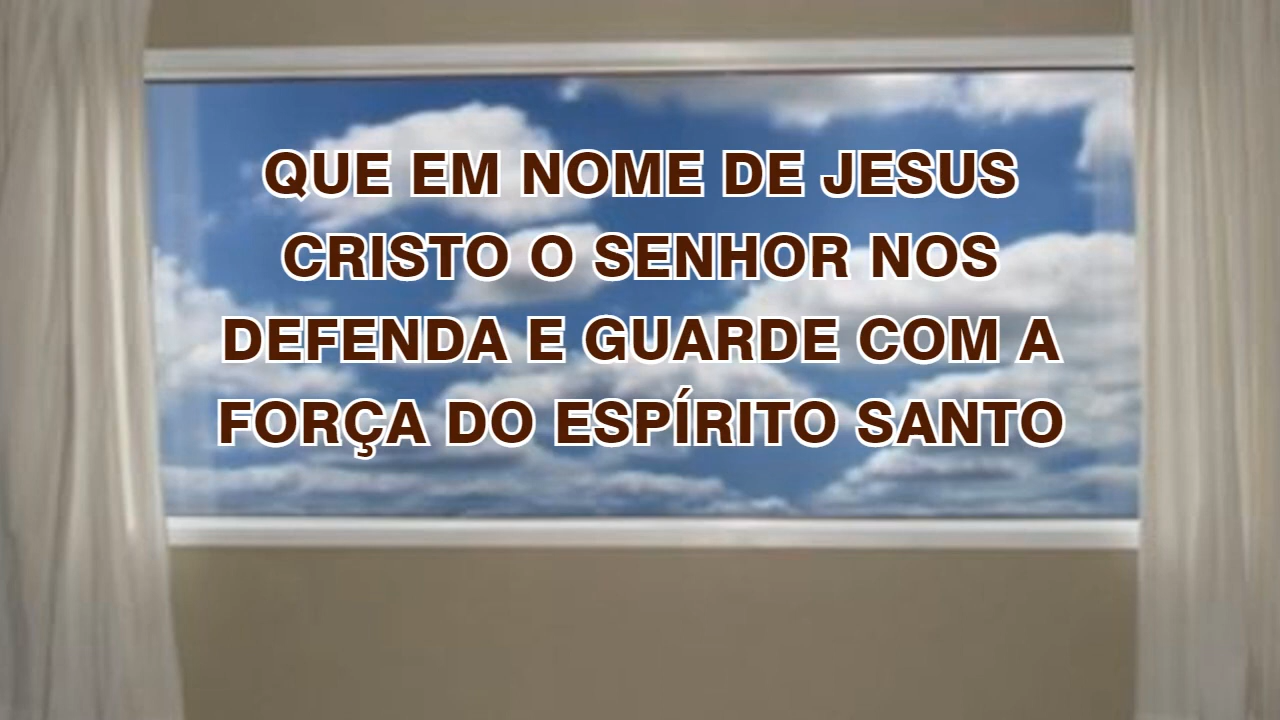 QUE EM NOME DE JESUS
CRISTO O SENHOR NOS
DEFENDA E GUARDE COM A
FORÇA DO ESPÍRITO SANTO